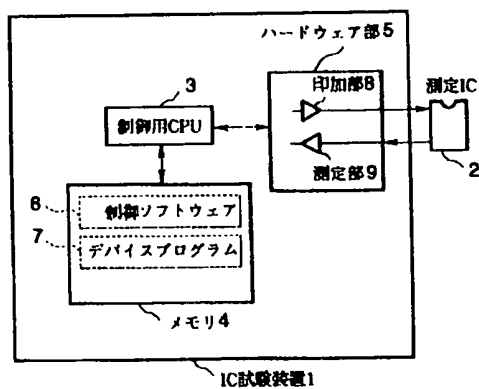 ハードウェア部5
印加部8
測定部9
測定IC
2
3
制御用CPU
6
制御ソフトウェア
7
デバイスプログラム
メモリ4
IC試験装置1